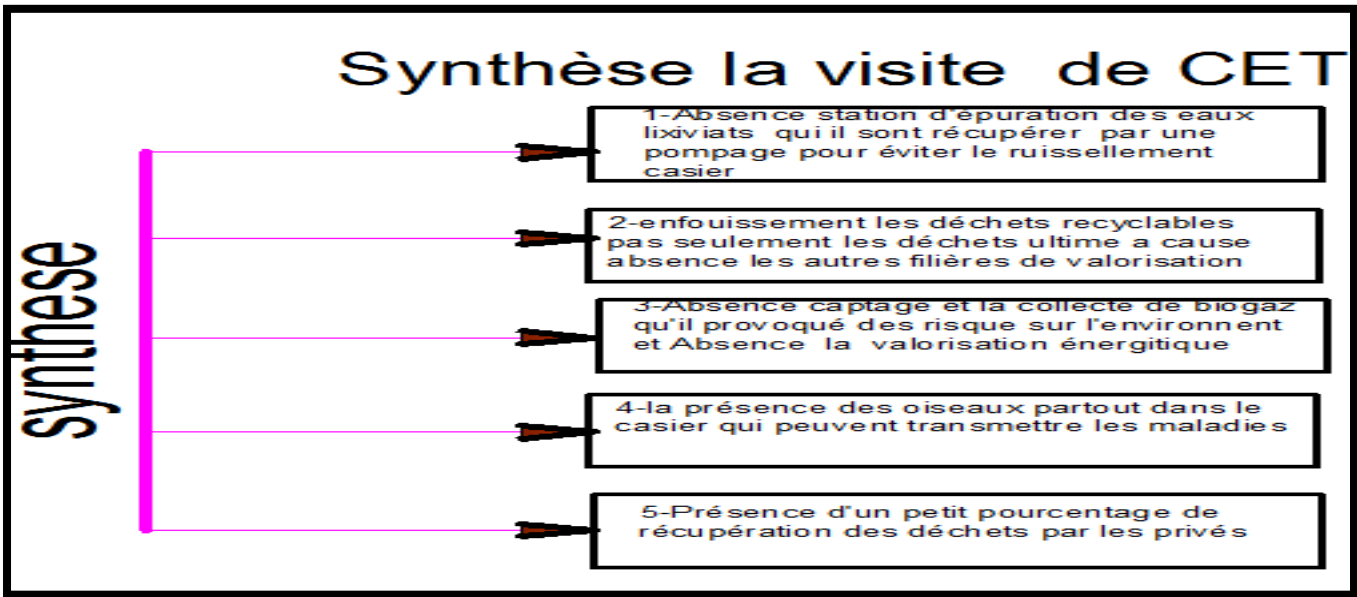 Synthèse la visite de CET
synthese
1-Absence station d'épuration des eaux
lixiviats qui il sont récupérer par une
pompage pour éviter le ruissellement
casier
2-enfouissement les déchets recyclables
pas seulement les déchets ultime a cause
absence les autres filières de valorisation
3-Absence captage et la collecte de biogaz
qu'il provoqué des risque sur l'environnent
et Absence la valorisation énergitique
4-la présence des oiseaux partout dans le
casier qui peuvent transmettre les maladies
5-Présence d'un petit pourcentage de
récupération des déchets par les privés